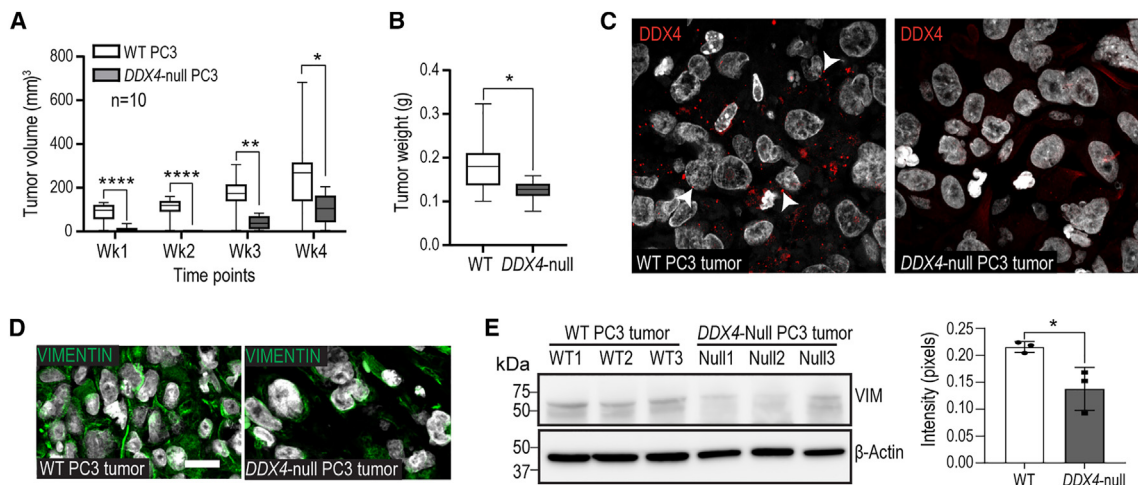 A
Tumor volume (mm)³
800
600
400
200
0
WT PC3
DDX4-null PC3
n=10
****
****
**
*
Wk1 Wk2 Wk3 Wk4
Time points
B
Tumor weight (g)
0.4
0.3
0.2
0.1
0.0
*
WT DDX4-null
C
DDX4
WT PC3 tumor
DDX4
DDX4-null PC3 tumor
D
VIMENTIN
WT PC3 tumor
VIMENTIN
DDX4-null PC3 tumor
E
WT PC3 tumor DDX4-Null PC3 tumor
kDa WT1 WT2 WT3 Null1 Null2 Null3
75
50
VIM
50
37
β-Actin
Intensity (pixels)
0.25
0.20
0.15
0.10
0.05
0.00
*
WT DDX4-null